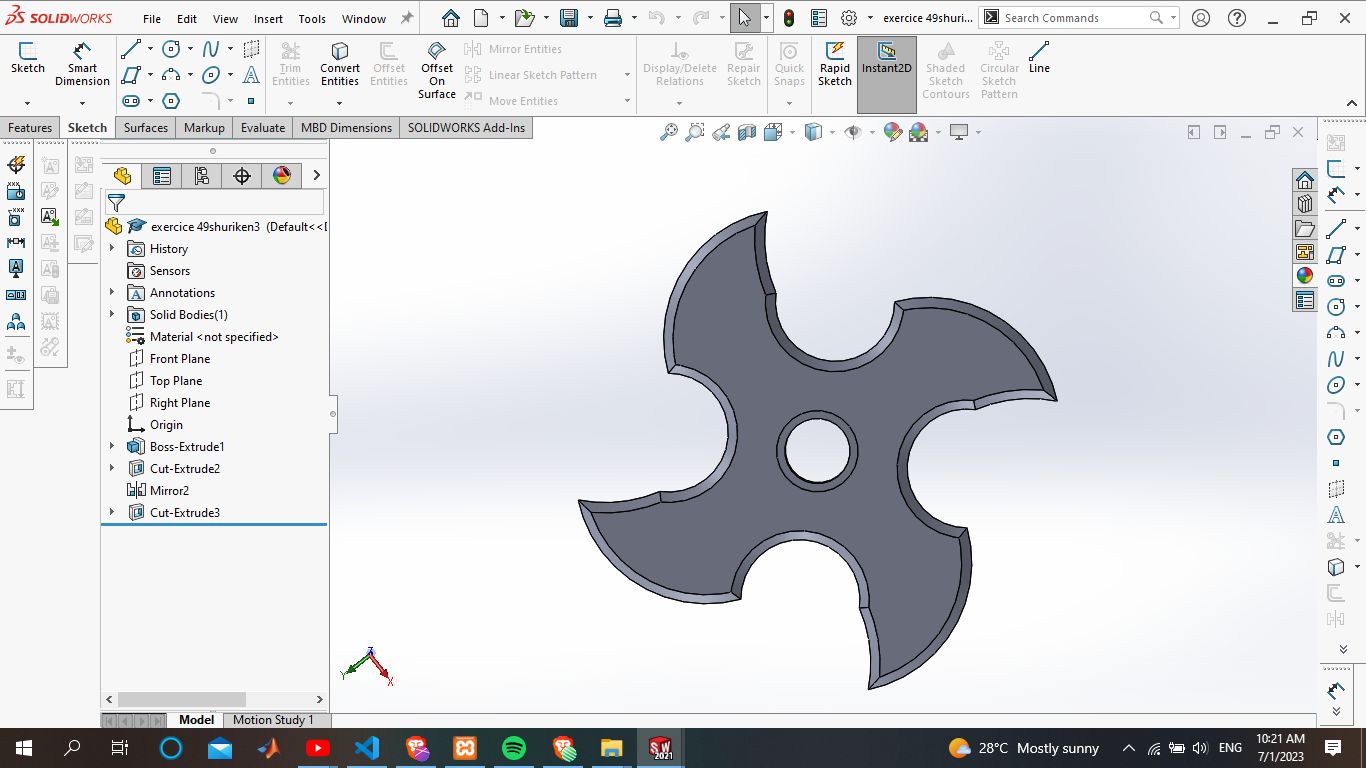 SOLIDWORKS File Edit View Insert Tools Window exercice 49shuri... Search Commands
Sketch Smart Dimension Trim Entities Convert Entities Offset Entities Offset On Surface Mirror Entities Linear Sketch Pattern Move Entities Display/Delete Relations Repair Sketch Quick Snaps Rapid Sketch Instant2D Shaded Sketch Contours Circular Sketch Pattern Line
Features Sketch Surfaces Markup Evaluate MBD Dimensions SOLIDWORKS Add-Ins
exercice 49shuriken3 (Default<<D
History
Sensors
Annotations
Solid Bodies(1)
Material <not specified>
Front Plane
Top Plane
Right Plane
Origin
Boss-Extrude1
Cut-Extrude2
Mirror2
Cut-Extrude3
Z
Y
X
Model Motion Study 1
SW 2021
28°C Mostly sunny ENG 10:21 AM
7/1/2023